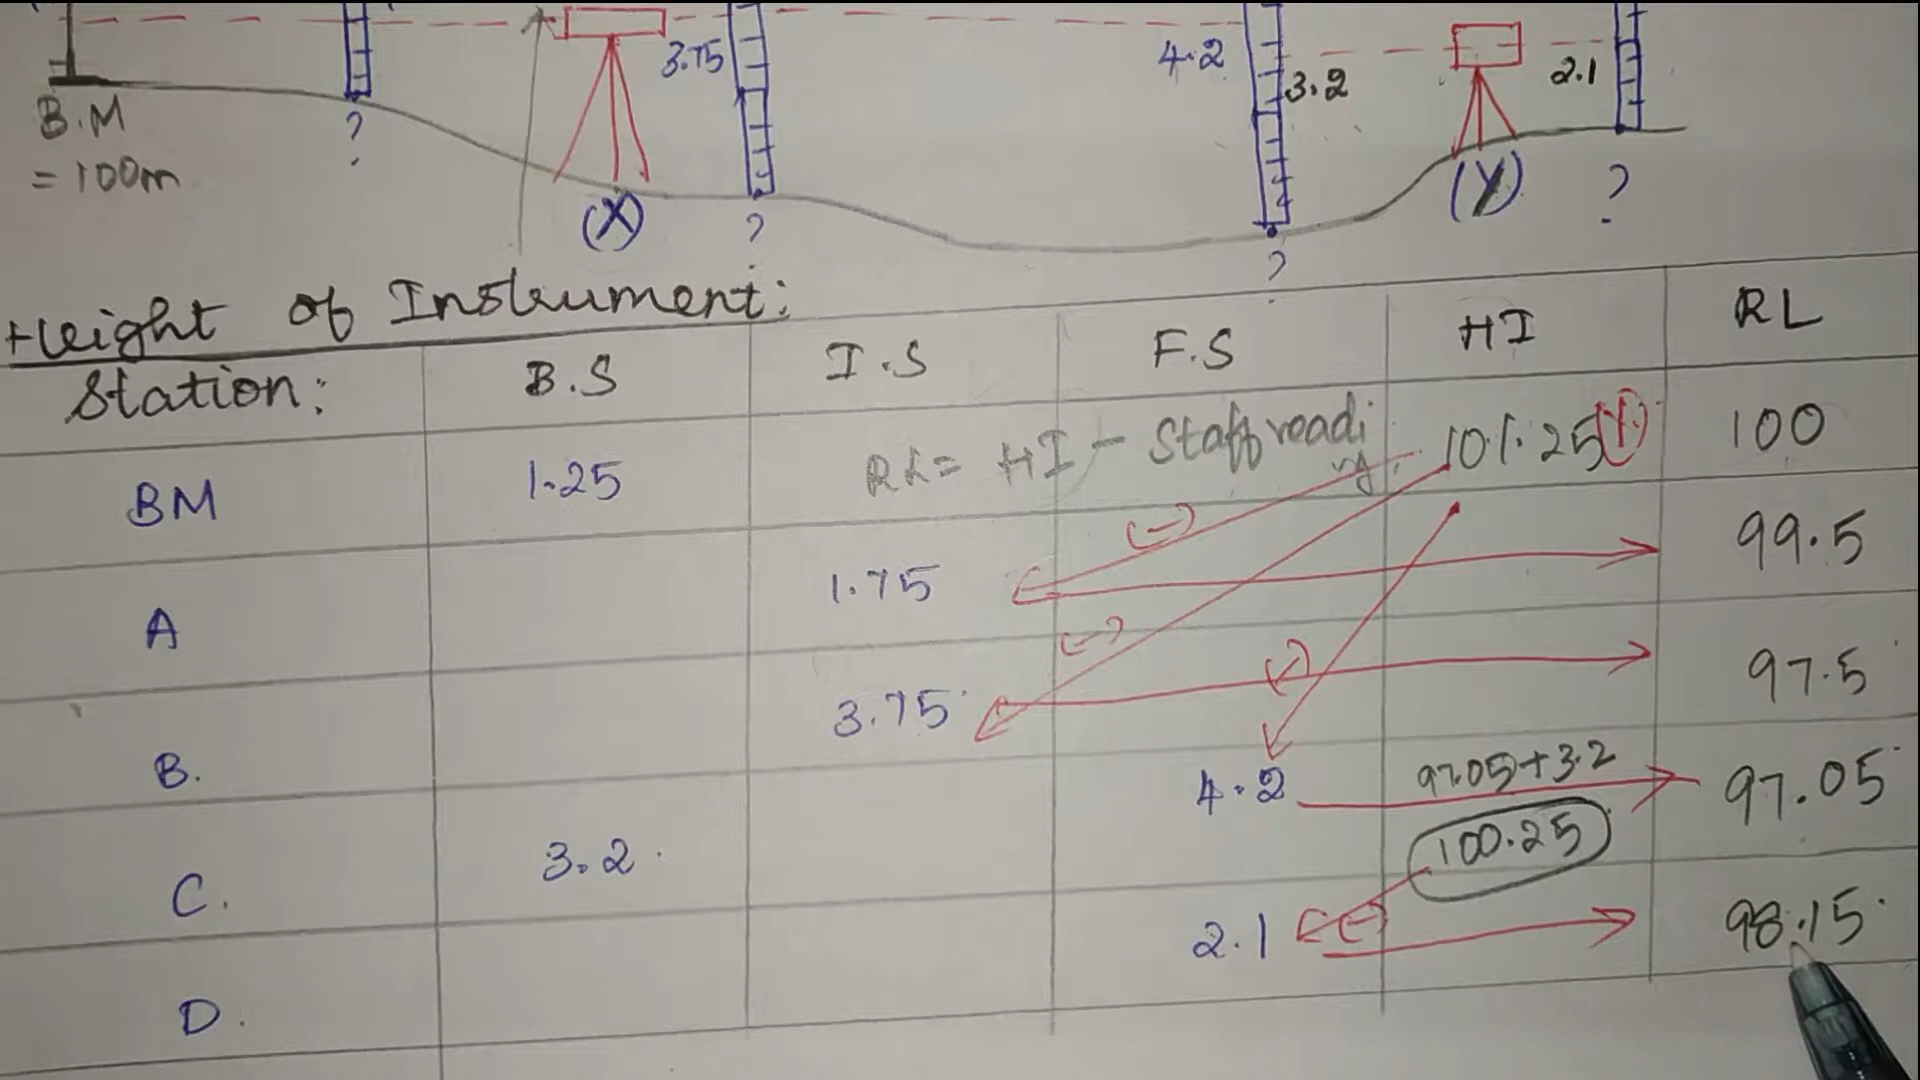 3.75 4.2 3.2 2.1
B.M
= 100m
? (X) ? ? (Y) ?
Height of Instrument:
Station: B.S I.S F.S HI RL
BM 1.25 RL = HI - Staff readi 101.25 100
ng.
A 1.75 (-) 99.5
B. 3.75 (-) (-) 97.5
C. 3.2 4.2 97.05+3.2 97.05
100.25
D. 2.1 (-) 98.15